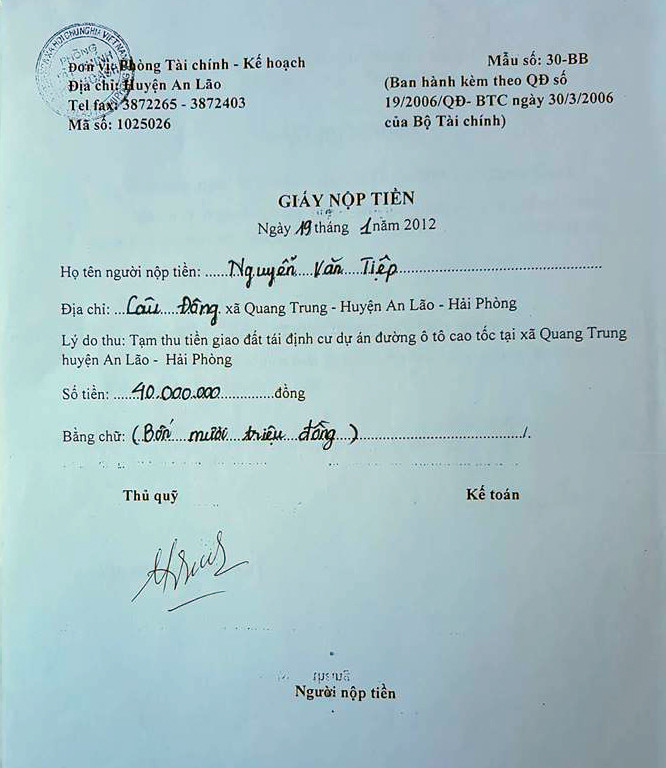 Đơn vị: Phòng Tài chính - Kế hoạch
Địa chỉ: Huyện An Lão
Tel fax: 3872265 - 3872403
Mã số: 1025026
Mẫu số: 30-BB
(Ban hành kèm theo QĐ số
19/2006/QĐ- BTC ngày 30/3/2006
của Bộ Tài chính)
GIẤY NỘP TIỀN
Ngày 19 tháng 1 năm 2012
Họ tên người nộp tiền: ......Nguyễn....Văn....Tiệp..........................................
Địa chỉ: ...Câu...Đông. xã Quang Trung - Huyện An Lão - Hải Phòng
Lý do thu: Tạm thu tiền giao đất tái định cư dự án đường ô tô cao tốc tại xã Quang Trung
huyện An Lão - Hải Phòng
Số tiền: .....40.000.000.............đồng
Bằng chữ: (.Bốn....mươi....triệu...đồng...)........................................./.
Thủ quỹ
Kế toán
Người nộp tiền